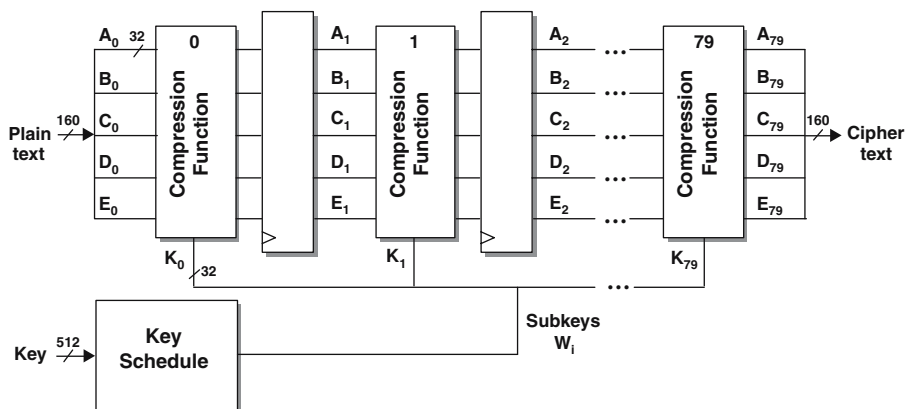 A₀ 32 0 A₁ 1 A₂ ... 79 A₇₉
B₀ B₁ B₂ B₇₉
Plain text 160 C₀ Compression Function C₁ Compression Function C₂ Compression Function C₇₉ 160 Cipher text
D₀ D₁ D₂ D₇₉
E₀ E₁ E₂ ... E₇₉
K₀ 32 K₁ K₇₉
...
Subkeys
Wᵢ
Key 512 Key
Schedule